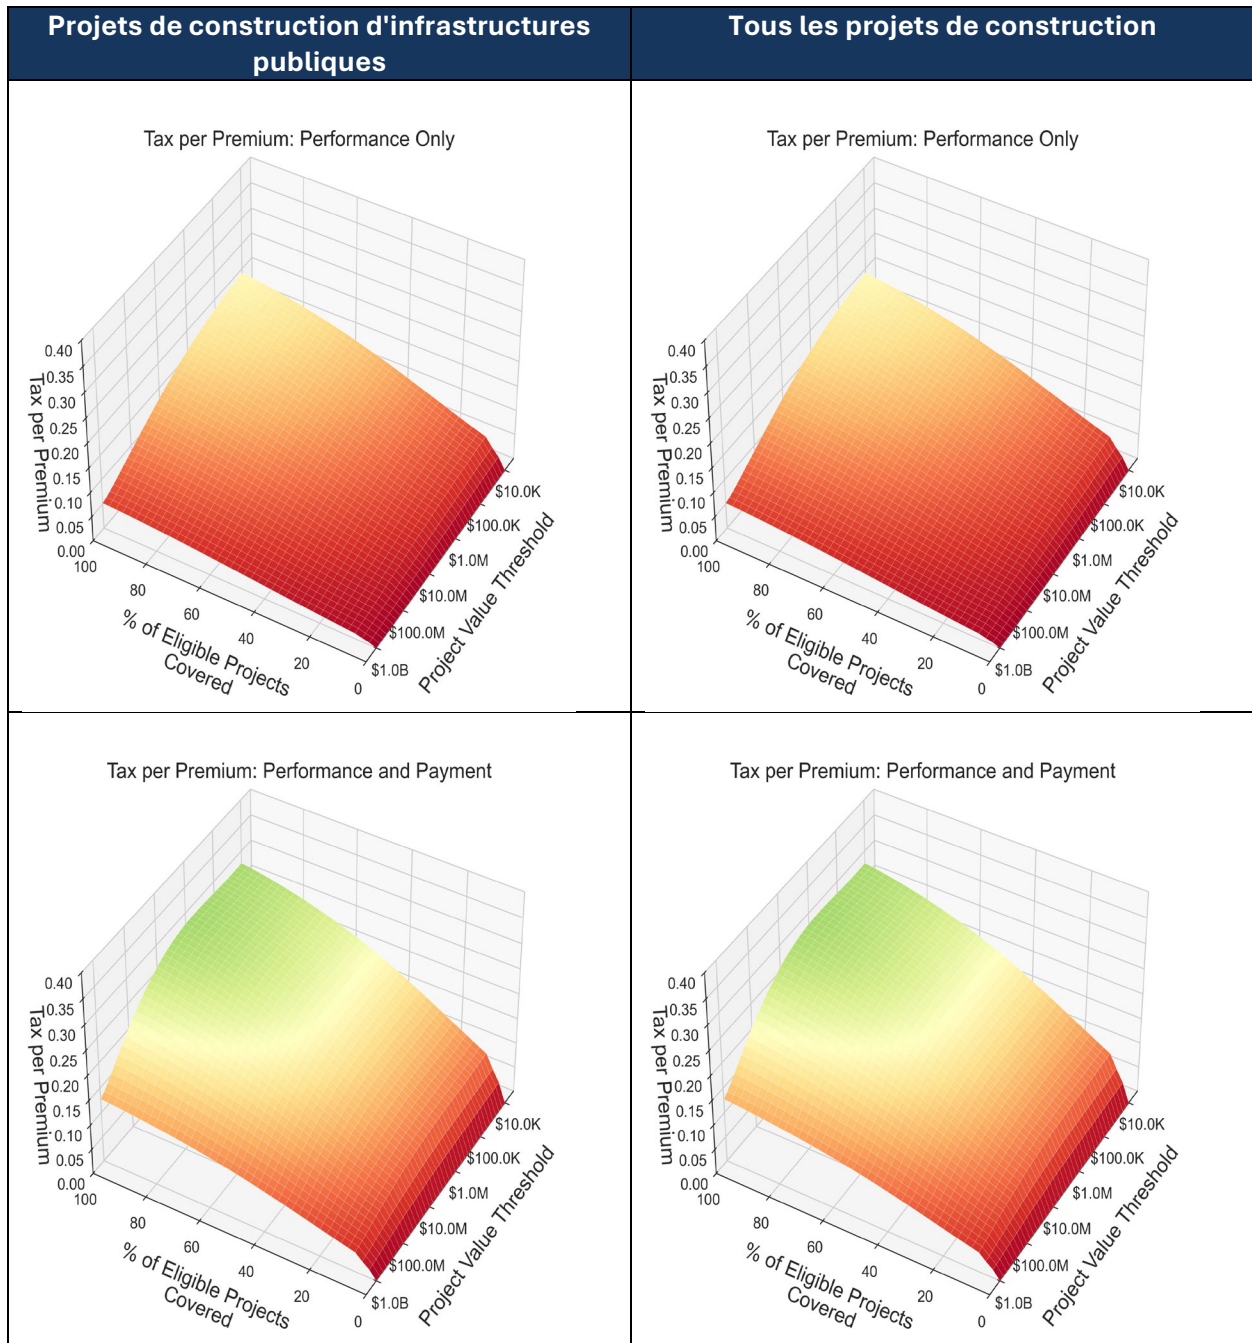 Projets de construction d'infrastructures
publiques
Tous les projets de construction
Tax per Premium: Performance Only
0.40
0.35
0.30
0.25
0.20
0.15
0.10
0.05
0.00
Tax per Premium
100
80
60
40
20
0
% of Eligible Projects
Covered
$10.0K
$100.0K
$1.0M
$10.0M
$100.0M
$1.0B
Project Value Threshold
Tax per Premium: Performance Only
0.40
0.35
0.30
0.25
0.20
0.15
0.10
0.05
0.00
Tax per Premium
100
80
60
40
20
0
% of Eligible Projects
Covered
$10.0K
$100.0K
$1.0M
$10.0M
$100.0M
$1.0B
Project Value Threshold
Tax per Premium: Performance and Payment
0.40
0.35
0.30
0.25
0.20
0.15
0.10
0.05
0.00
Tax per Premium
100
80
60
40
20
0
% of Eligible Projects
Covered
$10.0K
$100.0K
$1.0M
$10.0M
$100.0M
$1.0B
Project Value Threshold
Tax per Premium: Performance and Payment
0.40
0.35
0.30
0.25
0.20
0.15
0.10
0.05
0.00
Tax per Premium
100
80
60
40
20
0
% of Eligible Projects
Covered
$10.0K
$100.0K
$1.0M
$10.0M
$100.0M
$1.0B
Project Value Threshold